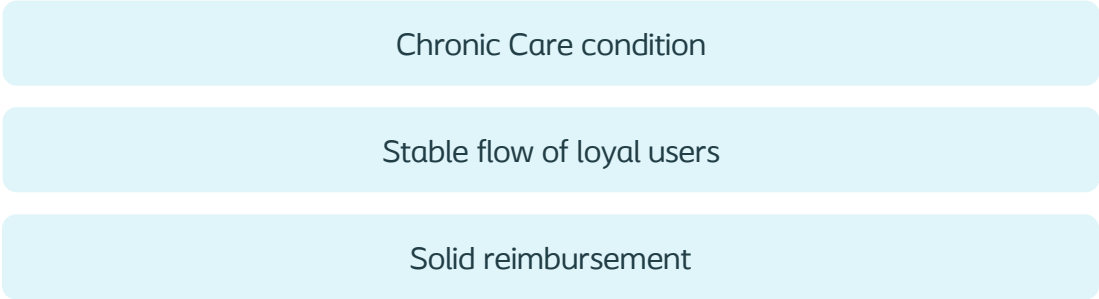 Chronic Care condition
Stable flow of loyal users
Solid reimbursement